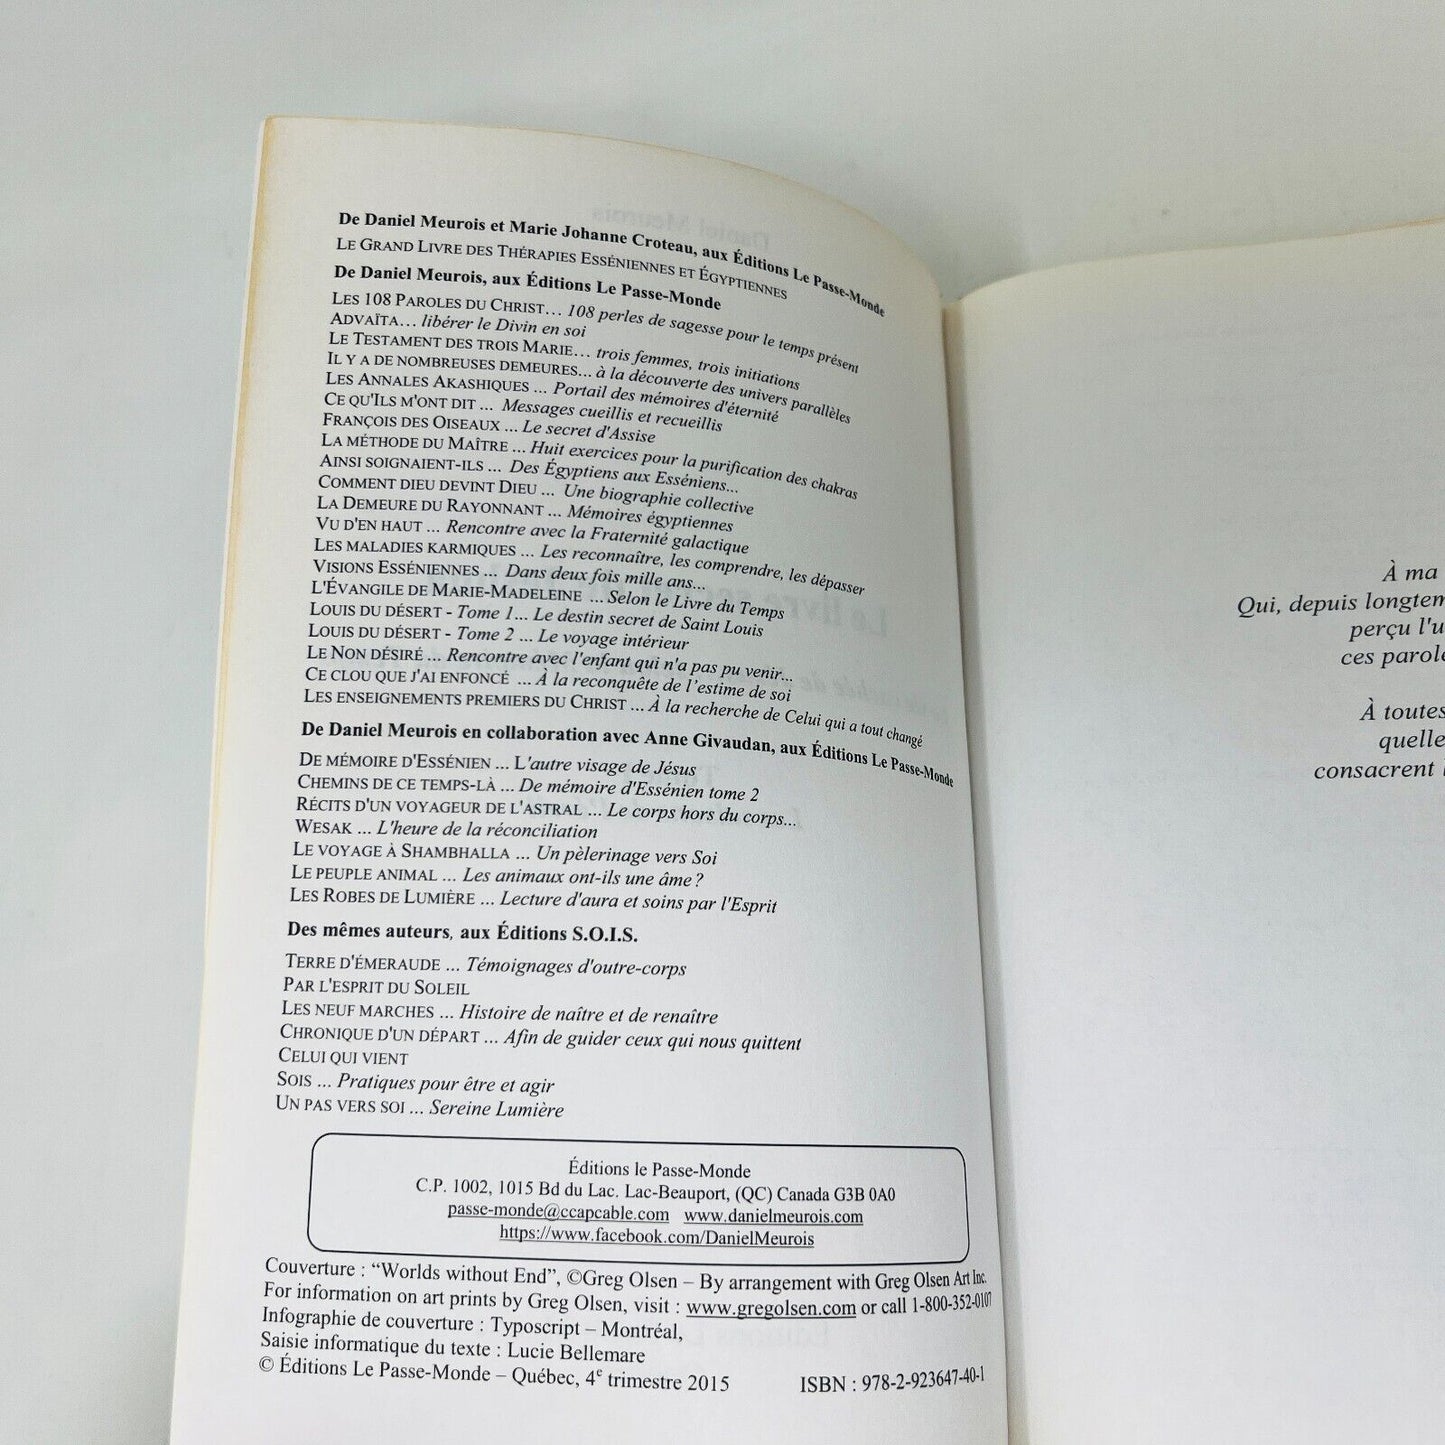 De Daniel Meurois et Marie Johanne Croteau, aux Éditions Le Passe-Monde
LE GRAND LIVRE DES THÉRAPIES ESSÉNIENNES ET ÉGYPTIENNES
De Daniel Meurois, aux Éditions Le Passe-Monde
LES 108 PAROLES DU CHRIST… 108 perles de sagesse pour le temps présent
ADVAÏTA… libérer le Divin en soi
LE TESTAMENT DES TROIS MARIE… trois femmes, trois initiations
IL Y A DE NOMBREUSES DEMEURES... à la découverte des univers parallèles
LES ANNALES AKASHIQUES ... Portail des mémoires d'éternité
CE QU'ILS M'ONT DIT ... Messages cueillis et recueillis
FRANÇOIS DES OISEAUX ... Le secret d'Assise
LA MÉTHODE DU MAÎTRE ... Huit exercices pour la purification des chakras
AINSI SOIGNAIENT-ILS ... Des Égyptiens aux Esséniens...
COMMENT DIEU DEVINT DIEU ... Une biographie collective
LA DEMEURE DU RAYONNANT ... Mémoires égyptiennes
VU D'EN HAUT ... Rencontre avec la Fraternité galactique
LES MALADIES KARMIQUES ... Les reconnaître, les comprendre, les dépasser
VISIONS ESSÉNIENNES ... Dans deux fois mille ans...
L'ÉVANGILE DE MARIE-MADELEINE ... Selon le Livre du Temps
LOUIS DU DÉSERT - Tome 1... Le destin secret de Saint Louis
LOUIS DU DÉSERT - Tome 2 ... Le voyage intérieur
LE NON DÉSIRÉ ... Rencontre avec l'enfant qui n'a pas pu venir...
CE CLOU QUE J'AI ENFONCÉ ... À la reconquête de l'estime de soi
LES ENSEIGNEMENTS PREMIERS DU CHRIST ... À la recherche de Celui qui a tout changé
De Daniel Meurois en collaboration avec Anne Givaudan, aux Éditions Le Passe-Monde
DE MÉMOIRE D'ESSÉNIEN ... L'autre visage de Jésus
CHEMINS DE CE TEMPS-LÀ ... De mémoire d'Essénien tome 2
RÉCITS D'UN VOYAGEUR DE L'ASTRAL ... Le corps hors du corps...
WESAK ... L'heure de la réconciliation
LE VOYAGE À SHAMBHALLA ... Un pèlerinage vers Soi
LE PEUPLE ANIMAL ... Les animaux ont-ils une âme ?
LES ROBES DE LUMIÈRE ... Lecture d'aura et soins par l'Esprit
Des mêmes auteurs, aux Éditions S.O.I.S.
TERRE D'ÉMERAUDE ... Témoignages d'outre-corps
PAR L'ESPRIT DU SOLEIL
LES NEUF MARCHES ... Histoire de naître et de renaître
CHRONIQUE D'UN DÉPART ... Afin de guider ceux qui nous quittent
CELUI QUI VIENT
SOIS ... Pratiques pour être et agir
UN PAS VERS SOI ... Sereine Lumière
Éditions le Passe-Monde
C.P. 1002, 1015 Bd du Lac. Lac-Beauport, (QC) Canada G3B 0A0
passe-monde@ccapcable.com www.danielmeurois.com
https://www.facebook.com/DanielMeurois
Couverture : “Worlds without End”, ©Greg Olsen – By arrangement with Greg Olsen Art Inc.
For information on art prints by Greg Olsen, visit : www.gregolsen.com or call 1-800-352-0107
Infographie de couverture : Typoscript – Montréal,
Saisie informatique du texte : Lucie Bellemare
© Éditions Le Passe-Monde – Québec, 4e trimestre 2015 ISBN : 978-2-923647-40-1
À ma
Qui, depuis
perçu
ces
À toutes
consacrent